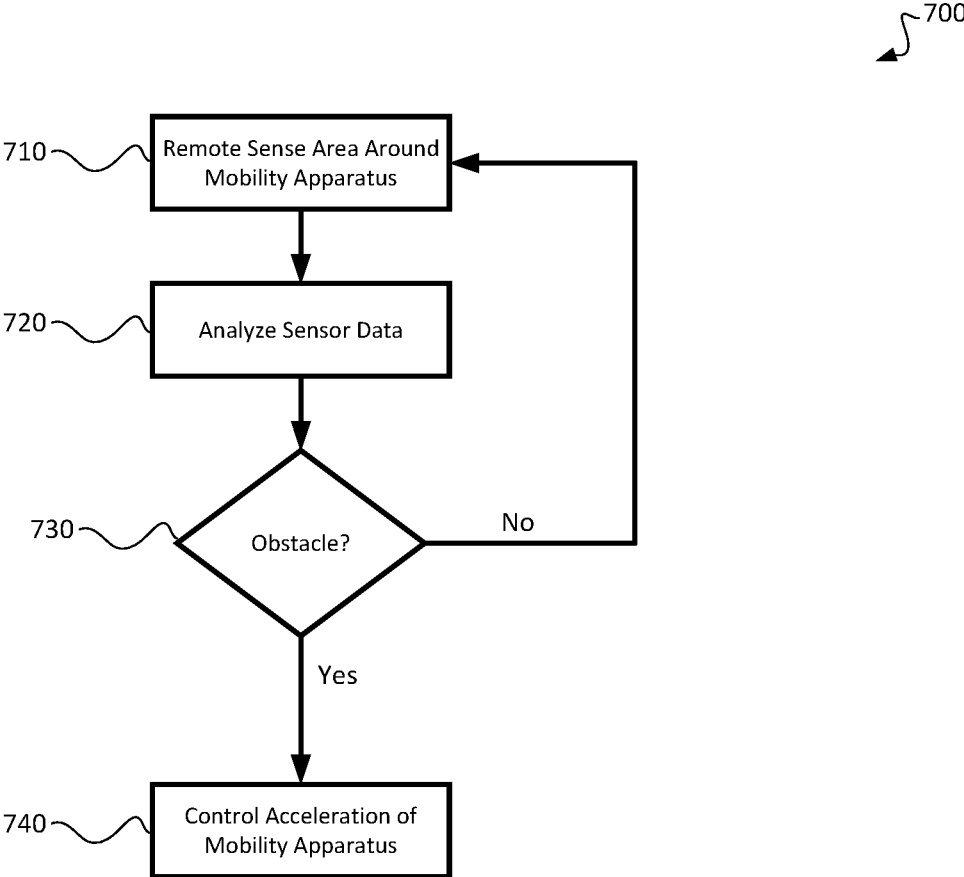 700
710
Remote Sense Area Around
Mobility Apparatus
720
Analyze Sensor Data
730
Obstacle?
No
Yes
740
Control Acceleration of
Mobility Apparatus